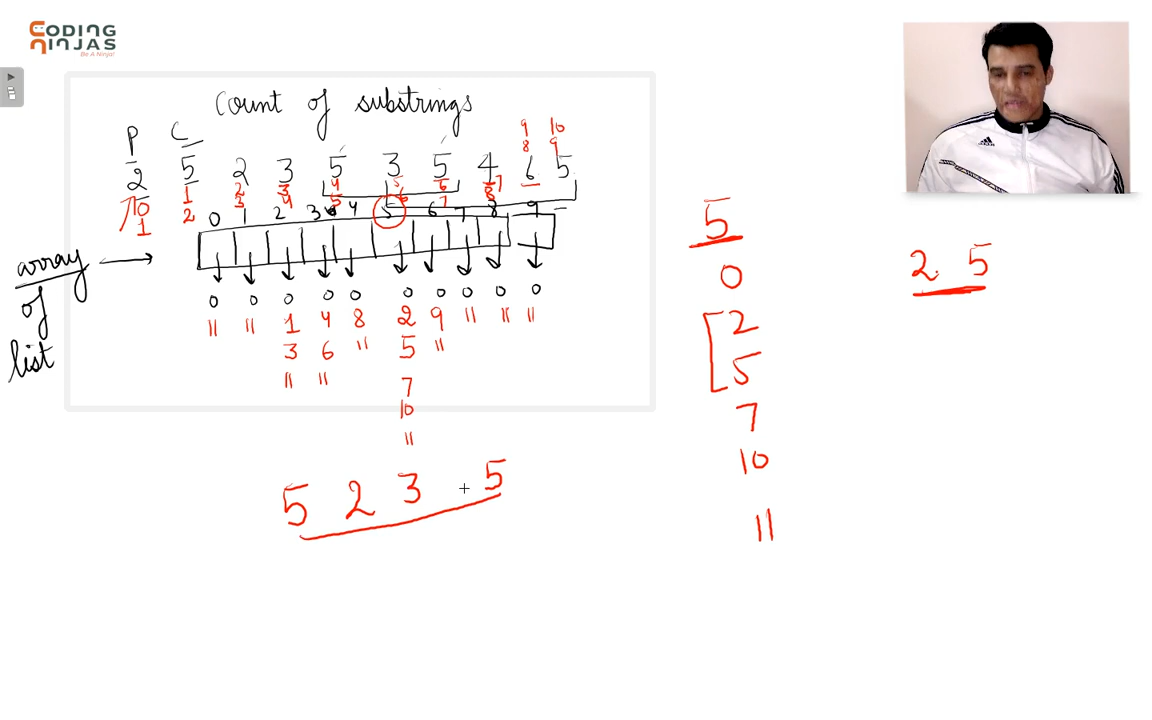 CODING
NINJAS
Be A Ninja!
Count of substrings
P C
9 10
8 9
2 5 2 3 5 3 5 4 6 5
0 1 2 3 4 5 6 7 8 9
array
of
list
0 0 0 0 0 0 0 0 0 0
11 11 1 4 8 2 9 11 11 11
3 6 11 5 11
11 11 7
10
11
5 2 3 5
5
0
2
5
7
10
11
2 5